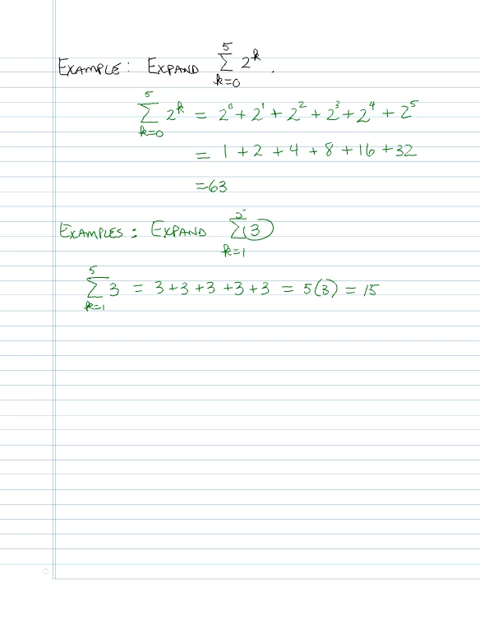 EXAMPLE: EXPAND ∑_{k=0}^{5} 2^k.
∑_{k=0}^{5} 2^k = 2^0 + 2^1 + 2^2 + 2^3 + 2^4 + 2^5
= 1 + 2 + 4 + 8 + 16 + 32
= 63
EXAMPLES: EXPAND ∑_{k=1}^{5} 3
∑_{k=1}^{5} 3 = 3 + 3 + 3 + 3 + 3 = 5(3) = 15